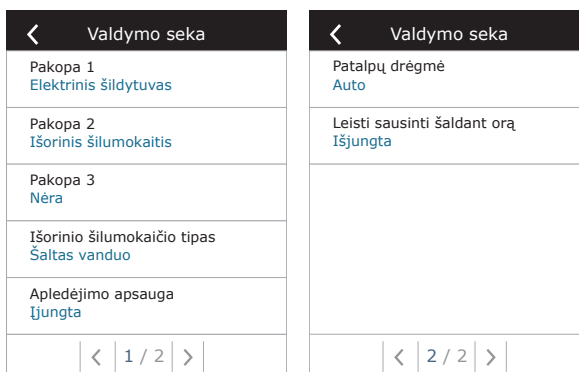 Valdymo seka
Pakopa 1
Elektrinis šildytuvas
Pakopa 2
Išorinis šilumokaitis
Pakopa 3
Nėra
Išorinio šilumokaičio tipas
Šaltas vanduo
Apledėjimo apsauga
Įjungta
1 / 2
Valdymo seka
Patalpų drėgmė
Auto
Leisti sausinti šaldant orą
Išjungta
2 / 2